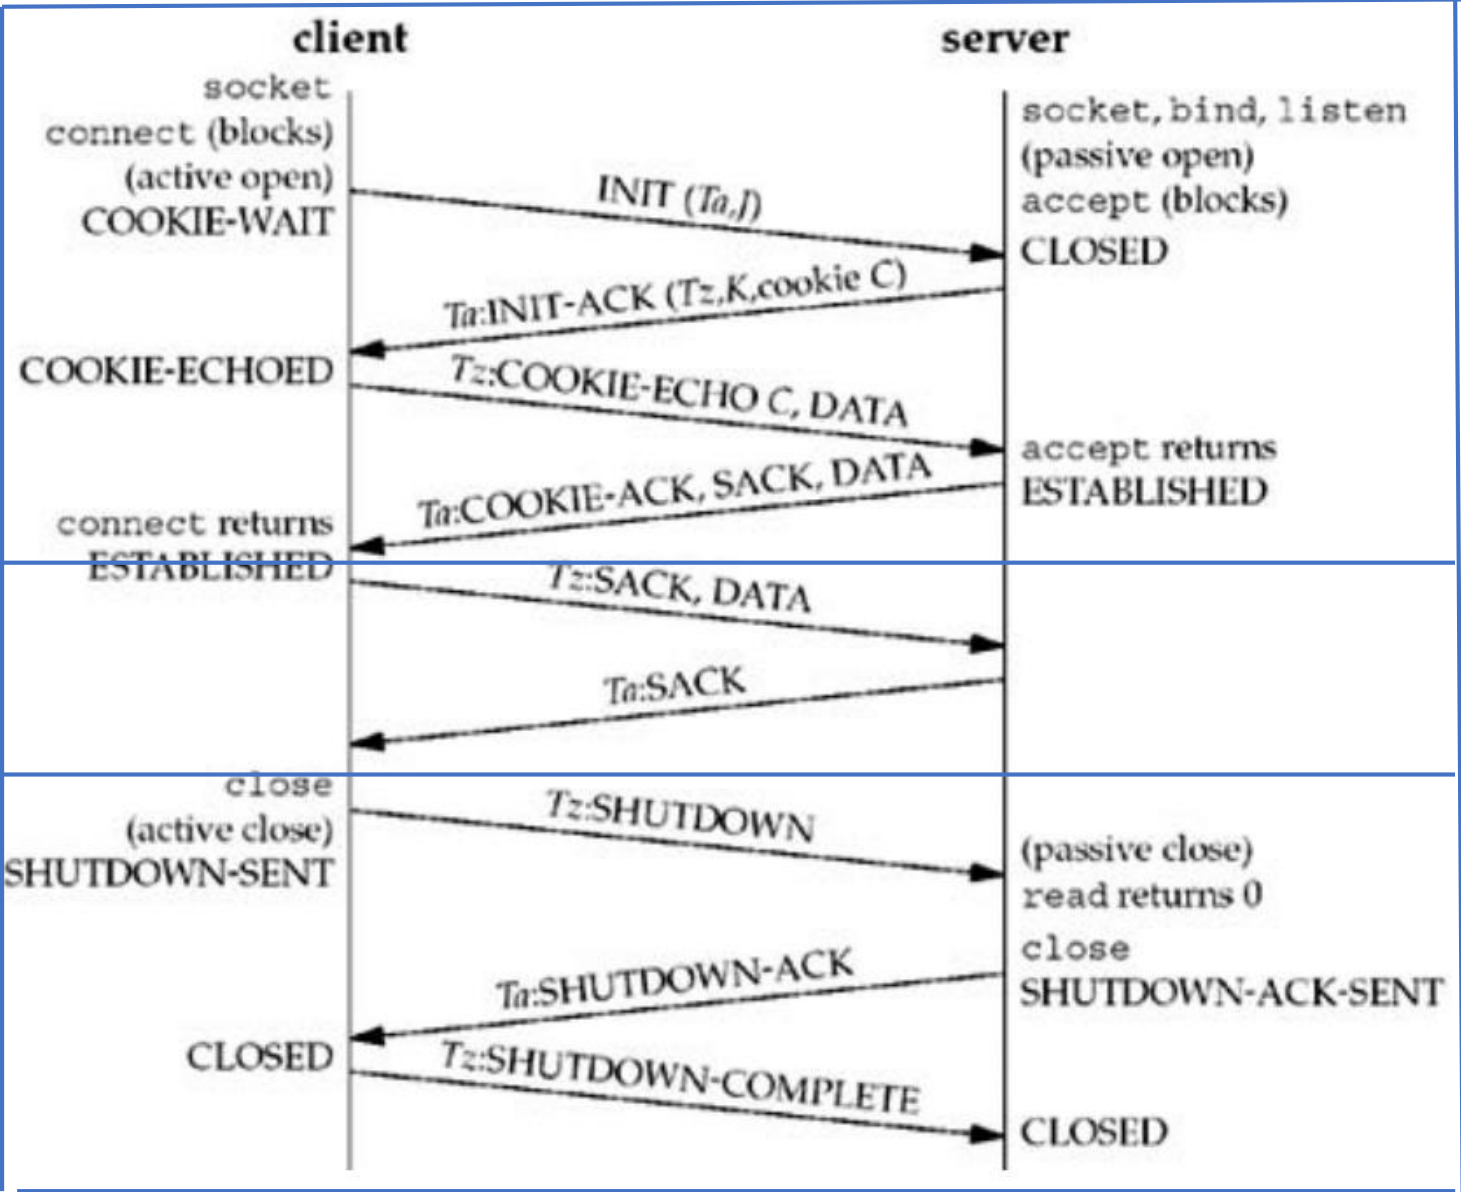 client
server
socket
connect (blocks)
(active open)
COOKIE-WAIT
socket, bind, listen
(passive open)
accept (blocks)
CLOSED
INIT (Ta,J)
Ta:INIT-ACK (Tz,K,cookie C)
COOKIE-ECHOED
Tz:COOKIE-ECHO C, DATA
accept returns
ESTABLISHED
Ta:COOKIE-ACK, SACK, DATA
connect returns
ESTABLISHED
Tz:SACK, DATA
Ta:SACK
close
(active close)
SHUTDOWN-SENT
Tz:SHUTDOWN
(passive close)
read returns 0
close
SHUTDOWN-ACK-SENT
Ta:SHUTDOWN-ACK
CLOSED
Tz:SHUTDOWN-COMPLETE
CLOSED